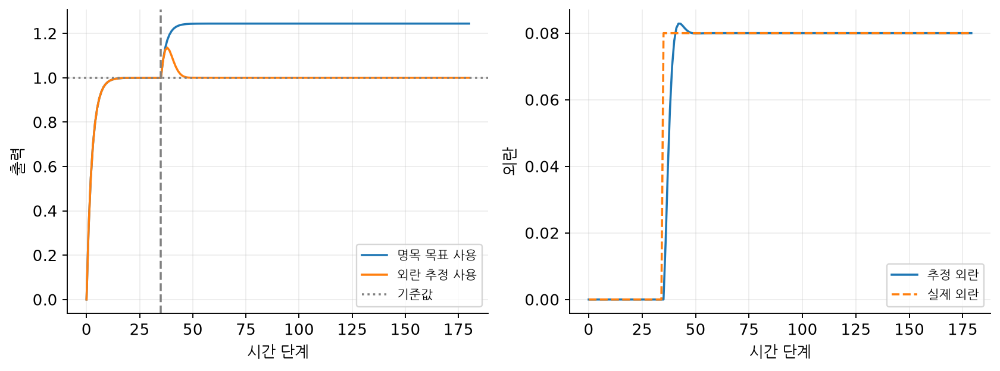 출력
1.2
1.0
0.8
0.6
0.4
0.2
0.0
0 25 50 75 100 125 150 175
시간 단계
명목 목표 사용
외란 추정 사용
기준값
외란
0.08
0.06
0.04
0.02
0.00
0 25 50 75 100 125 150 175
시간 단계
추정 외란
실제 외란